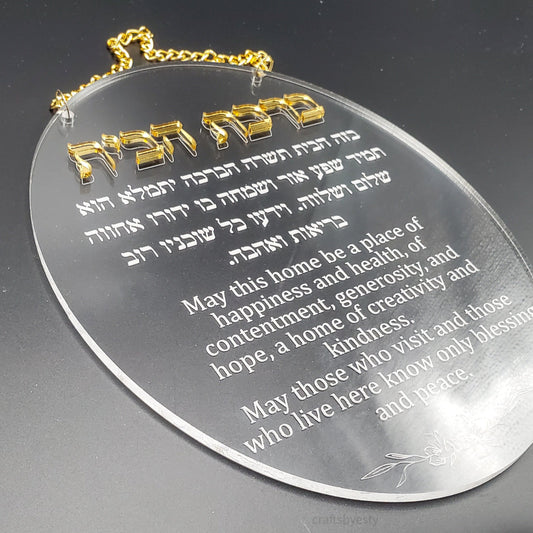 ברכת הבית
בזה הבית תשרה הברכה יתמלא הוא
תמיד שפע אור ושמחה בו ידורו אחווה
שלום ושלווה. וידעו כל שוכניו רוב
בריאות ואהבה.
May this home be a place of
happiness and health, of
contentment, generosity, and
hope, a home of creativity and
kindness.
May those who visit and those
who live here know only blessing
and peace.
craftsbyesty